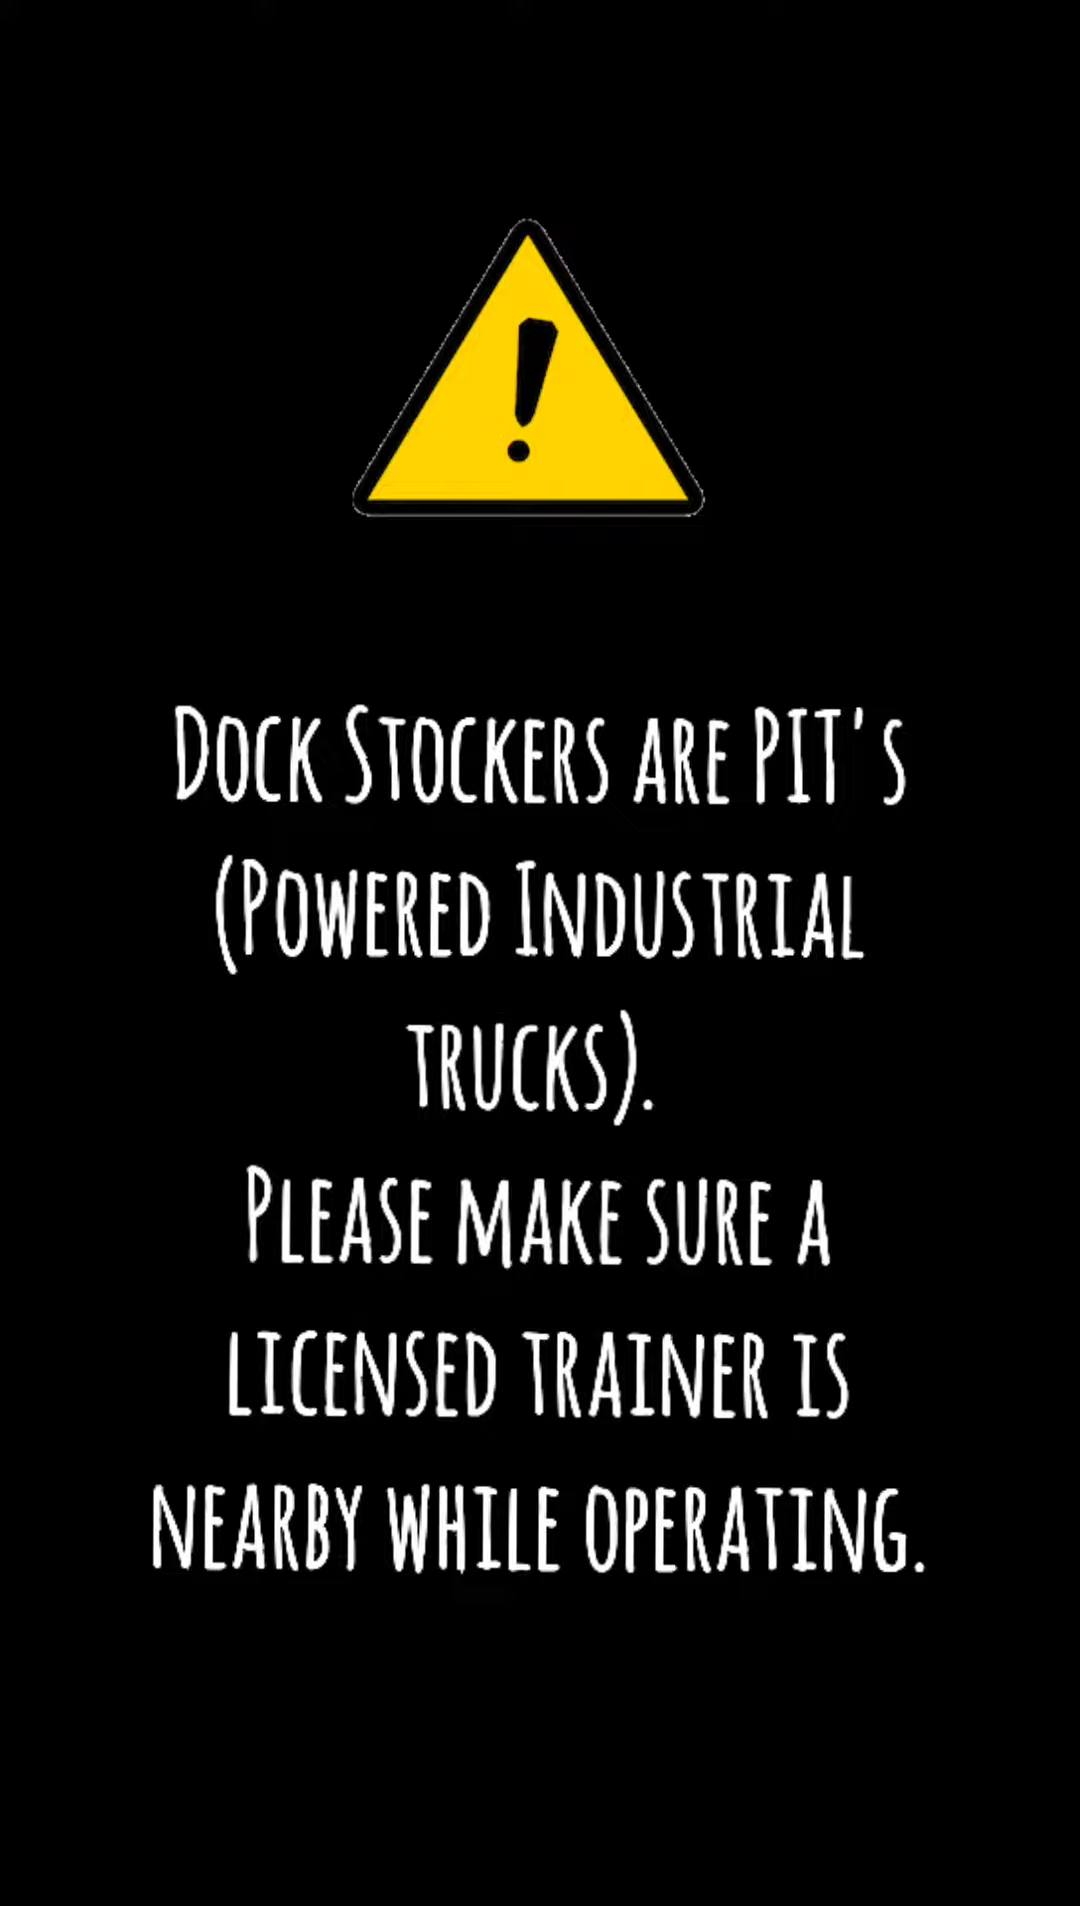 !
Dock Stockers are PIT's
(Powered Industrial
trucks).
Please make sure a
licensed trainer is
nearby while operating.